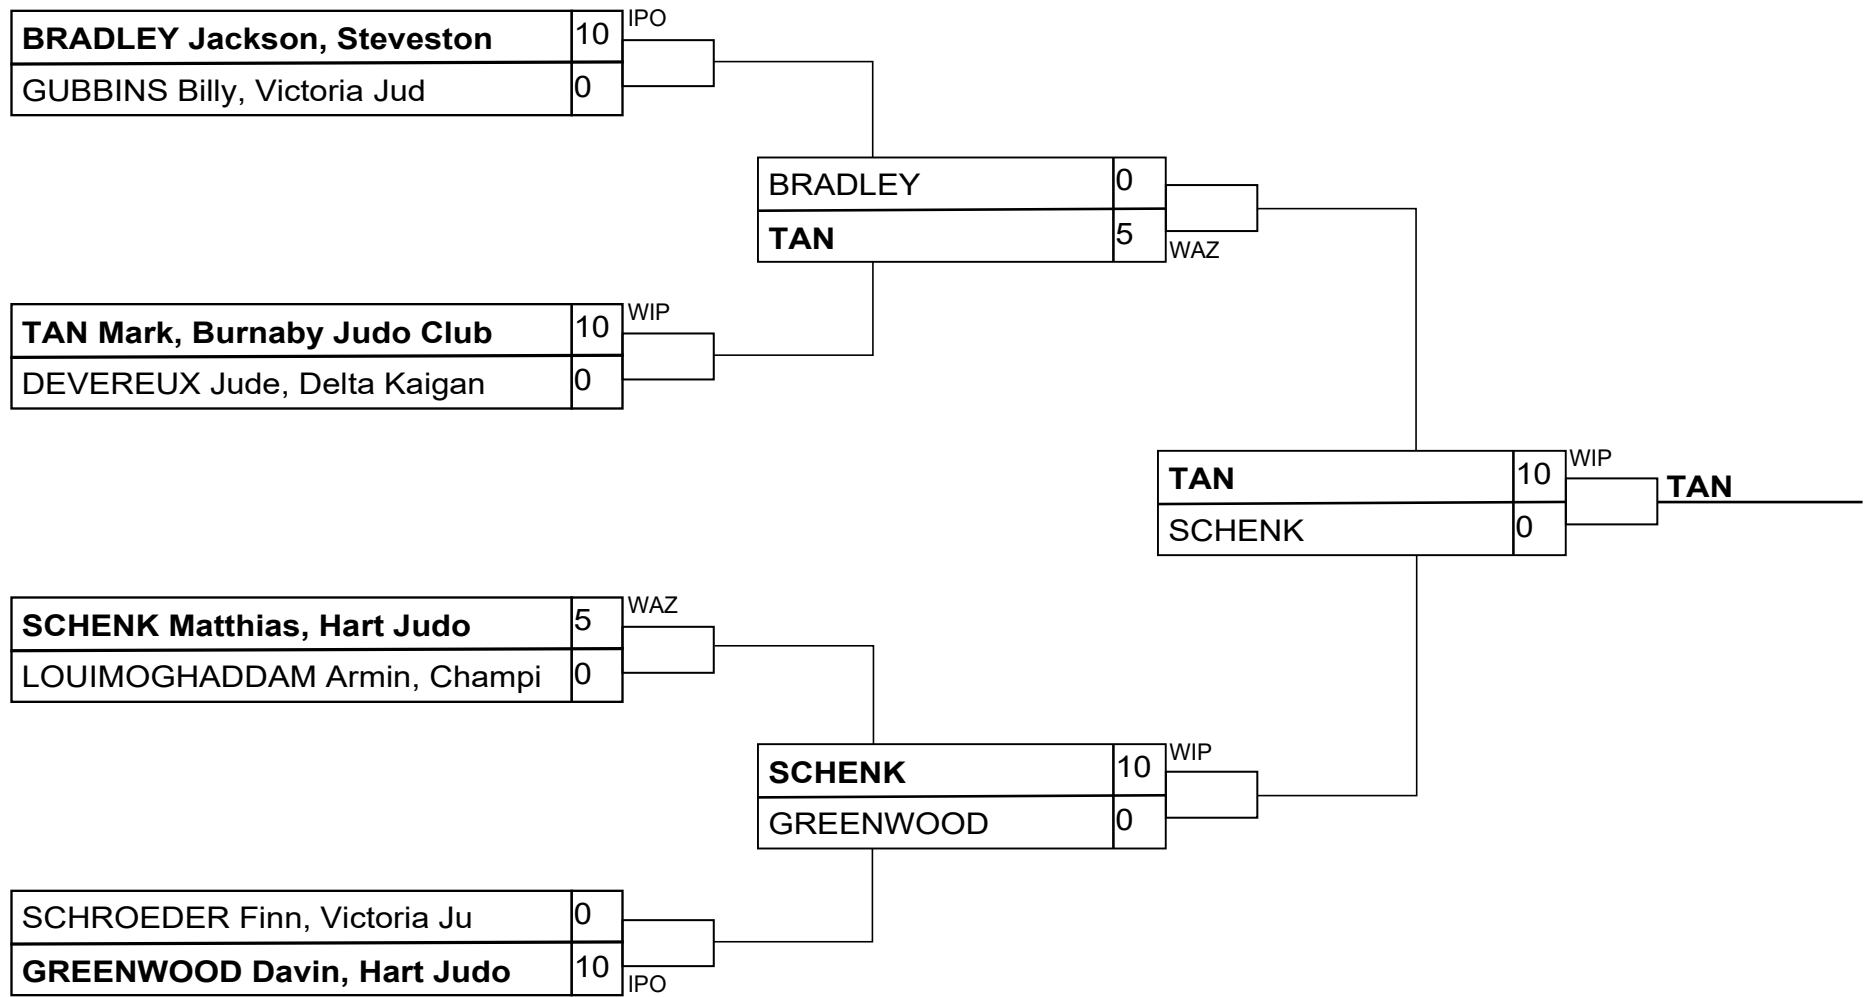 BRADLEY Jackson, Steveston 10 IPO
GUBBINS Billy, Victoria Jud 0
BRADLEY 0
TAN 5 WAZ
TAN Mark, Burnaby Judo Club 10 WIP
DEVEREUX Jude, Delta Kaigan 0
TAN 10 WIP TAN
SCHENK 0
SCHENK Matthias, Hart Judo 5 WAZ
LOUIMOGHADDAM Armin, Champi 0
SCHENK 10 WIP
GREENWOOD 0
SCHROEDER Finn, Victoria Ju 0
GREENWOOD Davin, Hart Judo 10 IPO